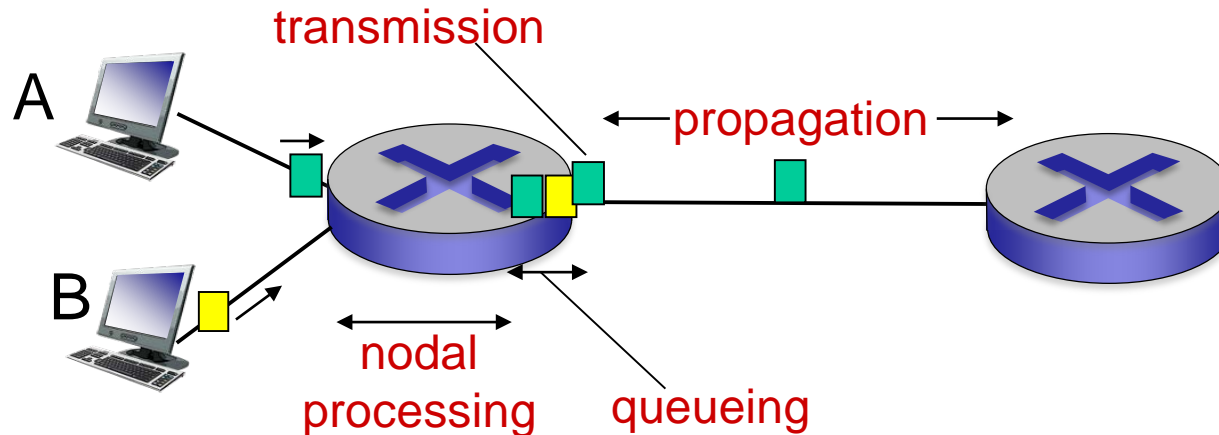 transmission
A
propagation
B
nodal
processing
queueing